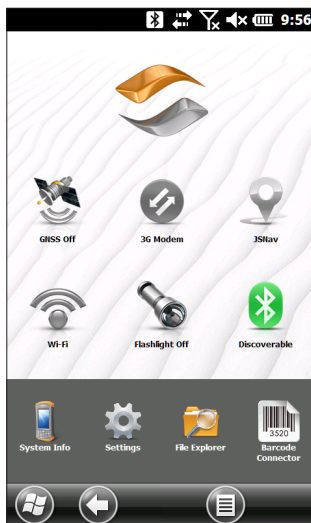 9:56
GNSS Off
3G Modem
JSNav
Wi-Fi
Flashlight Off
Discoverable
System Info
Settings
File Explorer
3520
Barcode
Connector